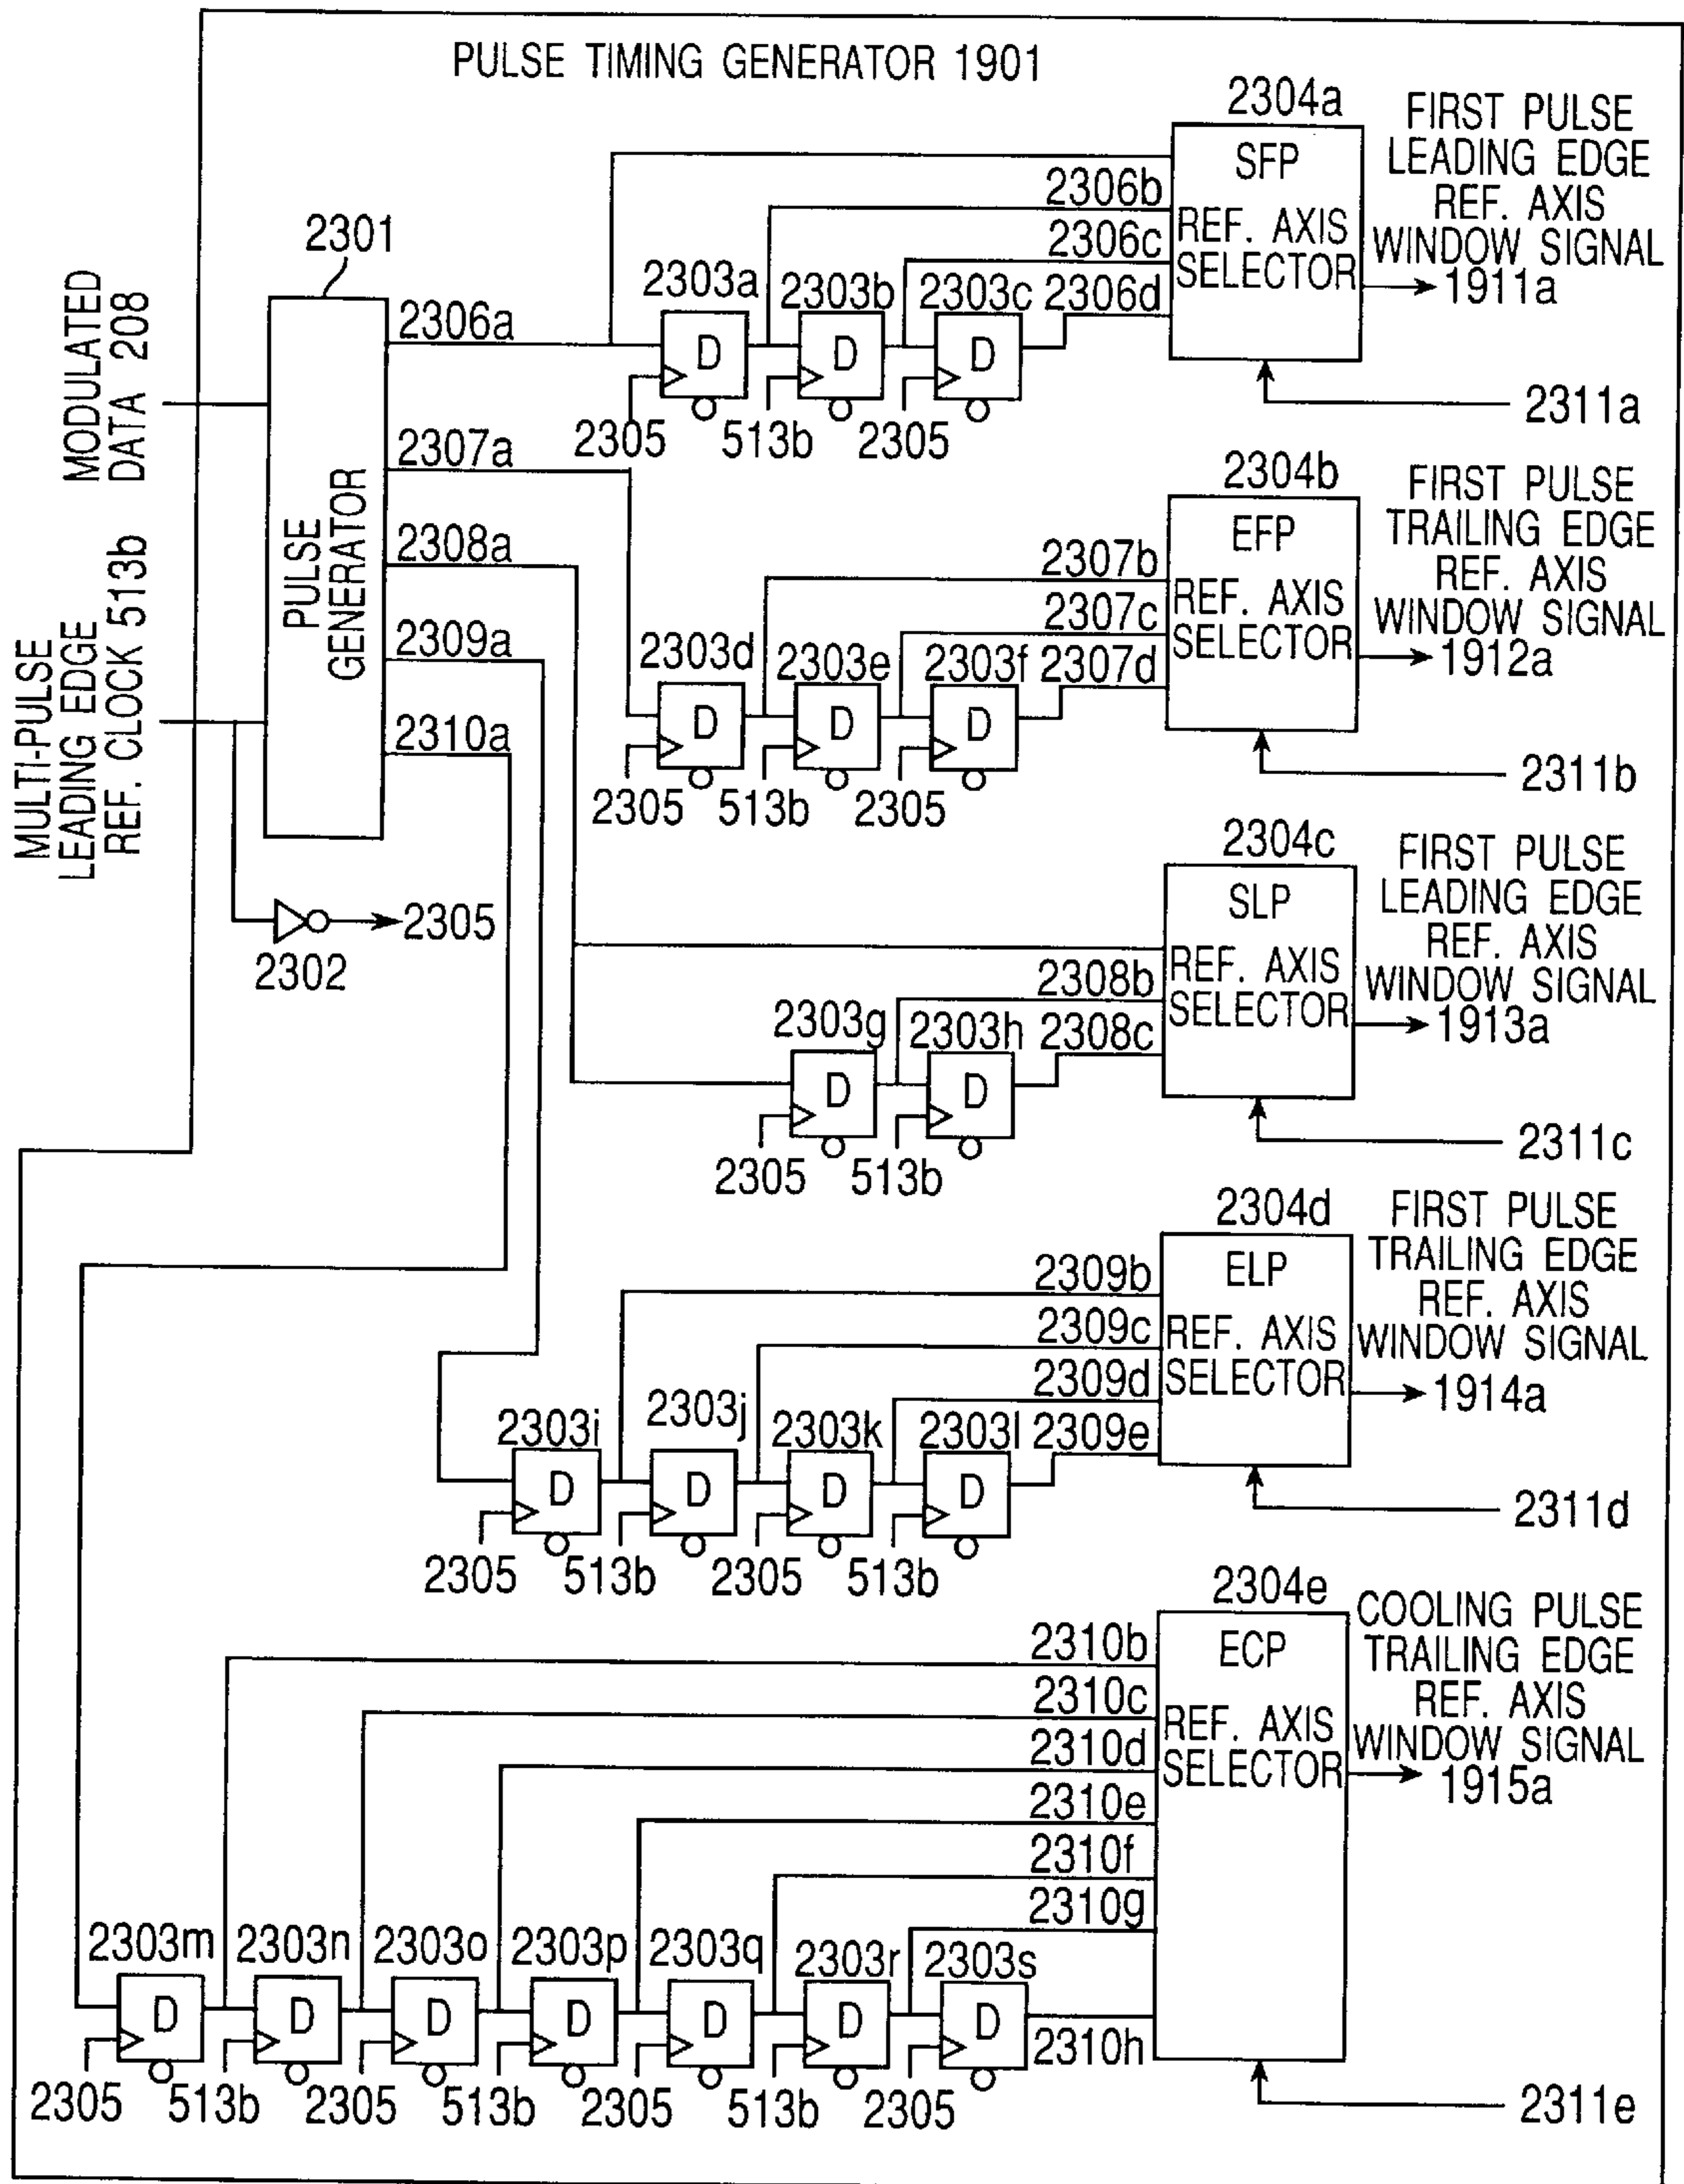 PULSE TIMING GENERATOR 1901
MODULATED
DATA 208
MULTI-PULSE
LEADING EDGE
REF. CLOCK 513b
2301
PULSE
GENERATOR
2306a
2307a
2308a
2309a
2310a
2302
2305
2303a
2303b
2303c
D
D
D
2305
513b
2305
2306b
2306c
2306d
2304a
SFP
REF. AXIS
SELECTOR
FIRST PULSE
LEADING EDGE
REF. AXIS
WINDOW SIGNAL
1911a
2311a
2303d
2303e
2303f
D
D
D
2305
513b
2305
2307b
2307c
2307d
2304b
EFP
REF. AXIS
SELECTOR
FIRST PULSE
TRAILING EDGE
REF. AXIS
WINDOW SIGNAL
1912a
2311b
2303g
2303h
D
D
2305
513b
2308b
2308c
2304c
SLP
REF. AXIS
SELECTOR
FIRST PULSE
LEADING EDGE
REF. AXIS
WINDOW SIGNAL
1913a
2311c
2303i
2303j
2303k
2303l
D
D
D
D
2305
513b
2305
513b
2309b
2309c
2309d
2309e
2304d
ELP
REF. AXIS
SELECTOR
FIRST PULSE
TRAILING EDGE
REF. AXIS
WINDOW SIGNAL
1914a
2311d
2303m
2303n
2303o
2303p
2303q
2303r
2303s
D
D
D
D
D
D
D
2305
513b
2305
513b
2305
513b
2305
2310b
2310c
2310d
2310e
2310f
2310g
2310h
2304e
ECP
REF. AXIS
SELECTOR
COOLING PULSE
TRAILING EDGE
REF. AXIS
WINDOW SIGNAL
1915a
2311e